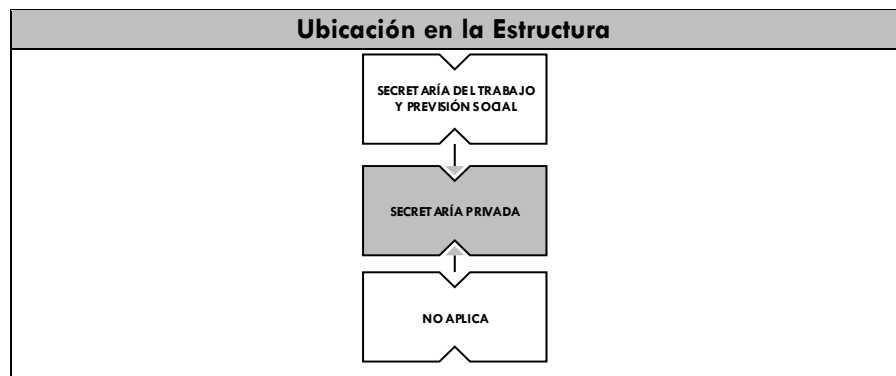 Ubicación en la Estructura
SECRETARÍA DEL TRABAJO
Y PREVISIÓN SOCIAL
SECRETARÍA PRIVADA
NO APLICA